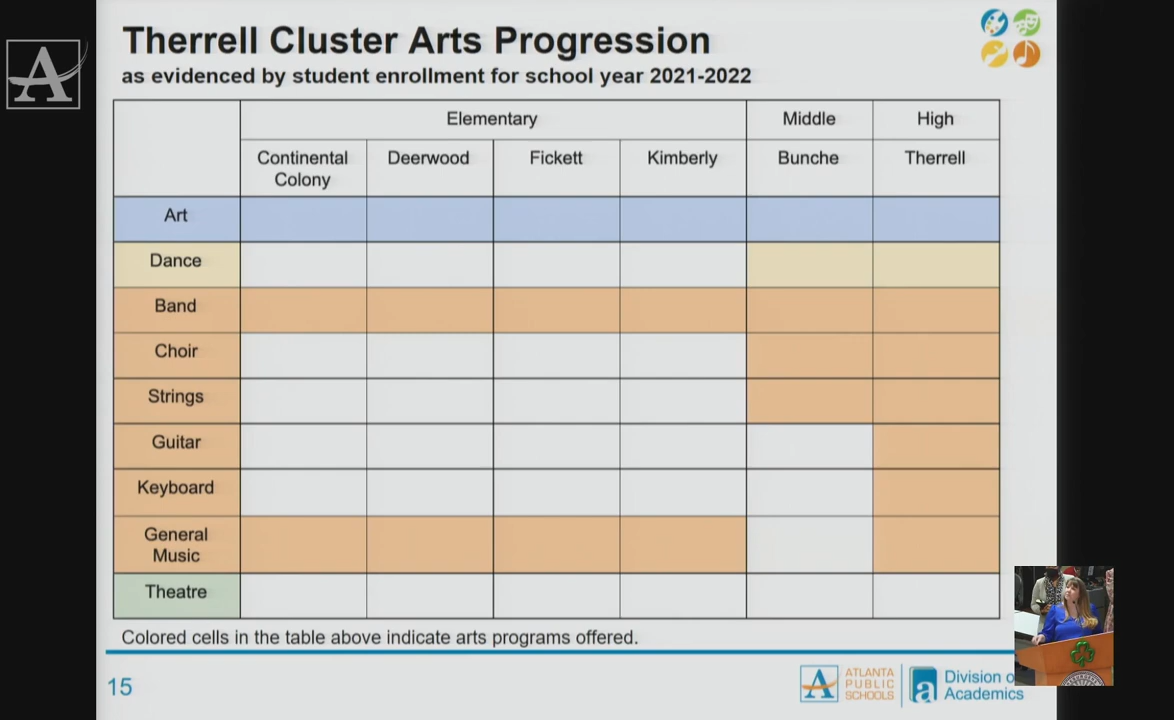 Therrell Cluster Arts Progression
as evidenced by student enrollment for school year 2021-2022
Elementary Middle High
Continental Colony Deerwood Fickett Kimberly Bunche Therrell
Art
Dance
Band
Choir
Strings
Guitar
Keyboard
General
Music
Theatre
Colored cells in the table above indicate arts programs offered.
15
ATLANTA
PUBLIC
SCHOOLS
Division
Academics